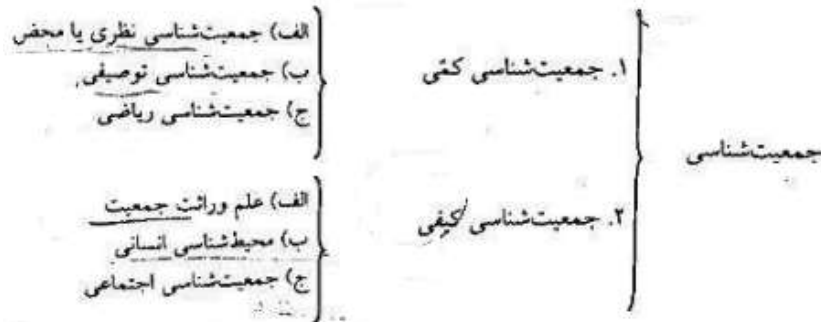 جمعیت‌شناسی
۱. جمعیت‌شناسی کمّی
الف) جمعیت‌شناسی نظری یا محض
ب) جمعیت‌شناسی توصیفی
ج) جمعیت‌شناسی ریاضی
۲. جمعیت‌شناسی کیفی
الف) علم وراثت جمعیت
ب) محیط‌شناسی انسانی
ج) جمعیت‌شناسی اجتماعی